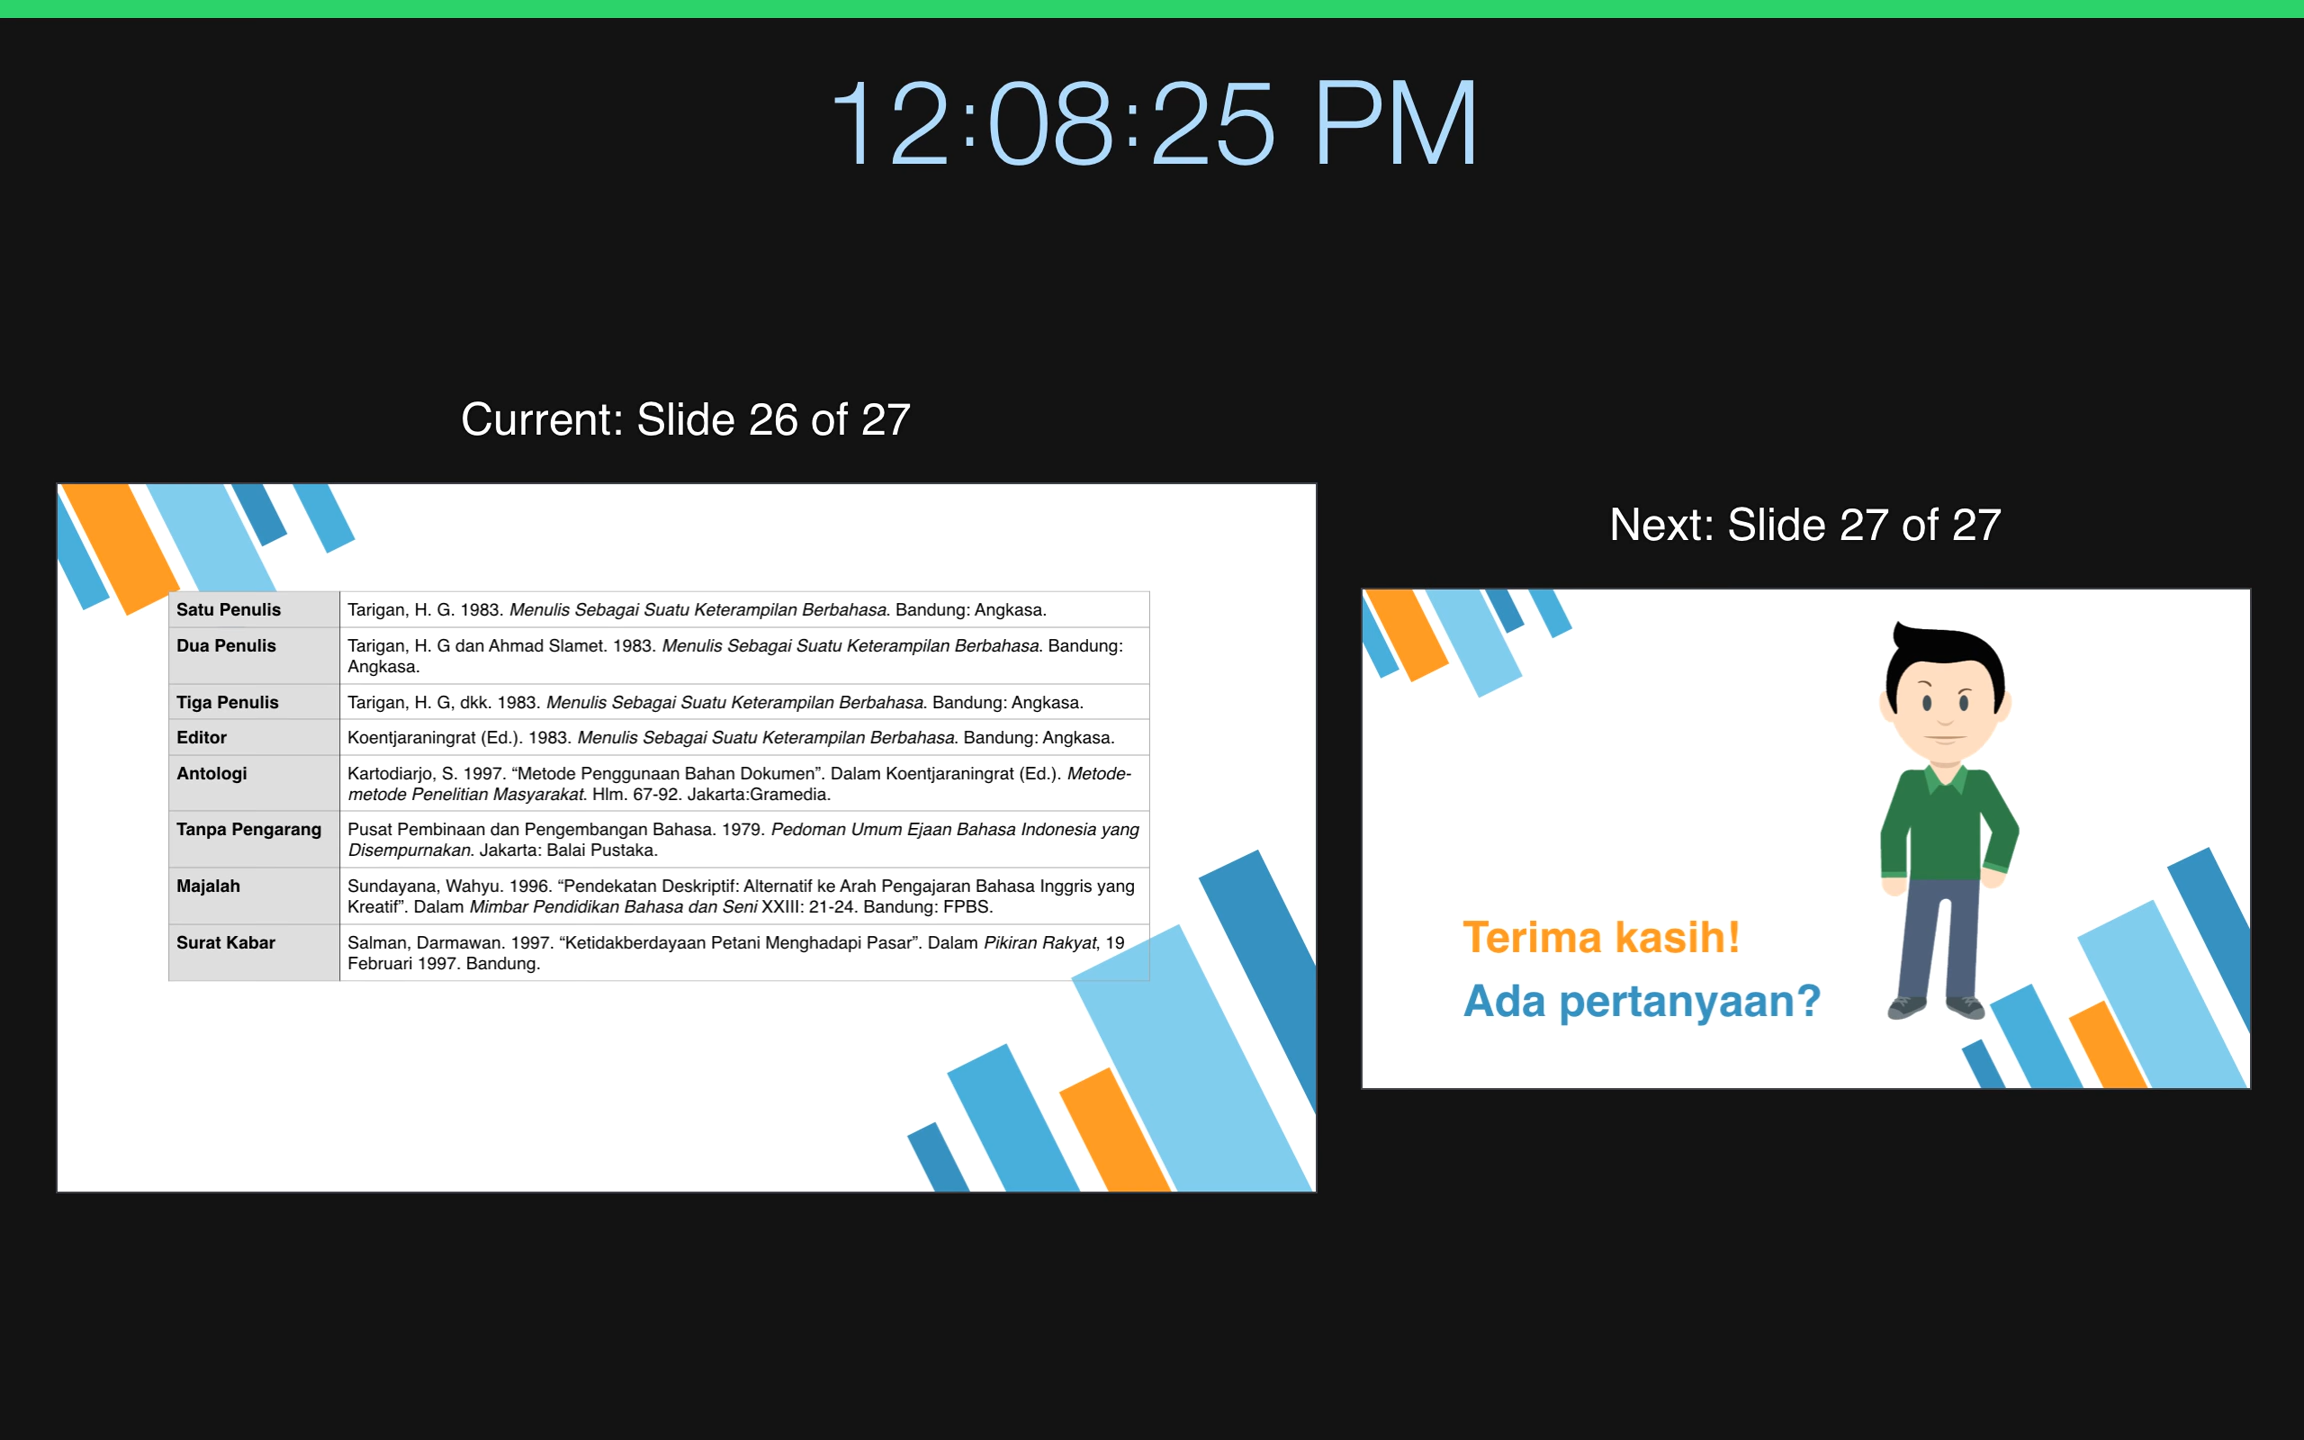 12:08:25 PM
Current: Slide 26 of 27
Satu Penulis
Tarigan, H. G. 1983. Menulis Sebagai Suatu Keterampilan Berbahasa. Bandung: Angkasa.
Dua Penulis
Tarigan, H. G dan Ahmad Slamet. 1983. Menulis Sebagai Suatu Keterampilan Berbahasa. Bandung:
Angkasa.
Tiga Penulis
Tarigan, H. G, dkk. 1983. Menulis Sebagai Suatu Keterampilan Berbahasa. Bandung: Angkasa.
Editor
Koentjaraningrat (Ed.). 1983. Menulis Sebagai Suatu Keterampilan Berbahasa. Bandung: Angkasa.
Antologi
Kartodiarjo, S. 1997. “Metode Penggunaan Bahan Dokumen”. Dalam Koentjaraningrat (Ed.). Metode-
metode Penelitian Masyarakat. Hlm. 67-92. Jakarta:Gramedia.
Tanpa Pengarang
Pusat Pembinaan dan Pengembangan Bahasa. 1979. Pedoman Umum Ejaan Bahasa Indonesia yang
Disempurnakan. Jakarta: Balai Pustaka.
Majalah
Sundayana, Wahyu. 1996. “Pendekatan Deskriptif: Alternatif ke Arah Pengajaran Bahasa Inggris yang
Kreatif”. Dalam Mimbar Pendidikan Bahasa dan Seni XXIII: 21-24. Bandung: FPBS.
Surat Kabar
Salman, Darmawan. 1997. “Ketidakberdayaan Petani Menghadapi Pasar”. Dalam Pikiran Rakyat, 19
Februari 1997. Bandung.
Next: Slide 27 of 27
Terima kasih!
Ada pertanyaan?